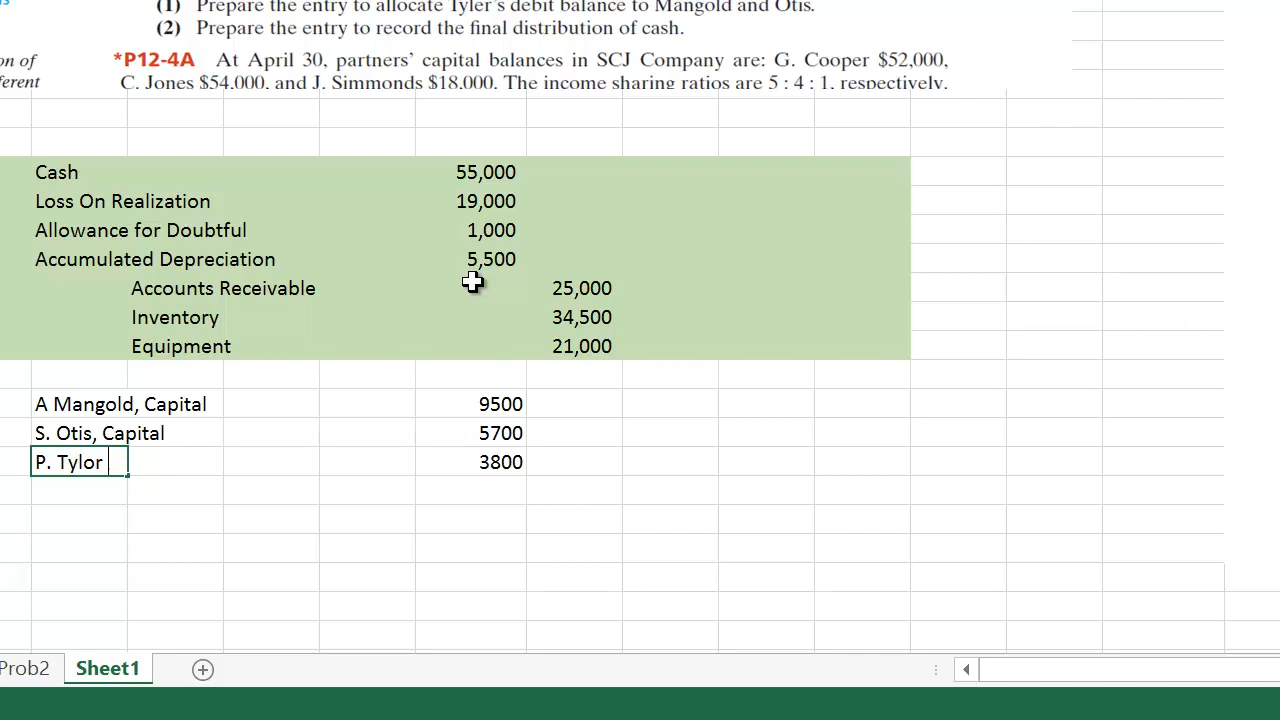 (1) Prepare the entry to allocate Tyler's debit balance to Mangold and Otis.
(2) Prepare the entry to record the final distribution of cash.
on of *P12-4A At April 30, partners' capital balances in SCJ Company are: G. Cooper $52,000,
ferent C. Jones $54,000, and J. Simmonds $18,000. The income sharing ratios are 5 : 4 : 1, respectively.
Cash 55,000
Loss On Realization 19,000
Allowance for Doubtful 1,000
Accumulated Depreciation 5,500
Accounts Receivable 25,000
Inventory 34,500
Equipment 21,000
A Mangold, Capital 9500
S. Otis, Capital 5700
P. Tylor 3800
Prob2 Sheet1